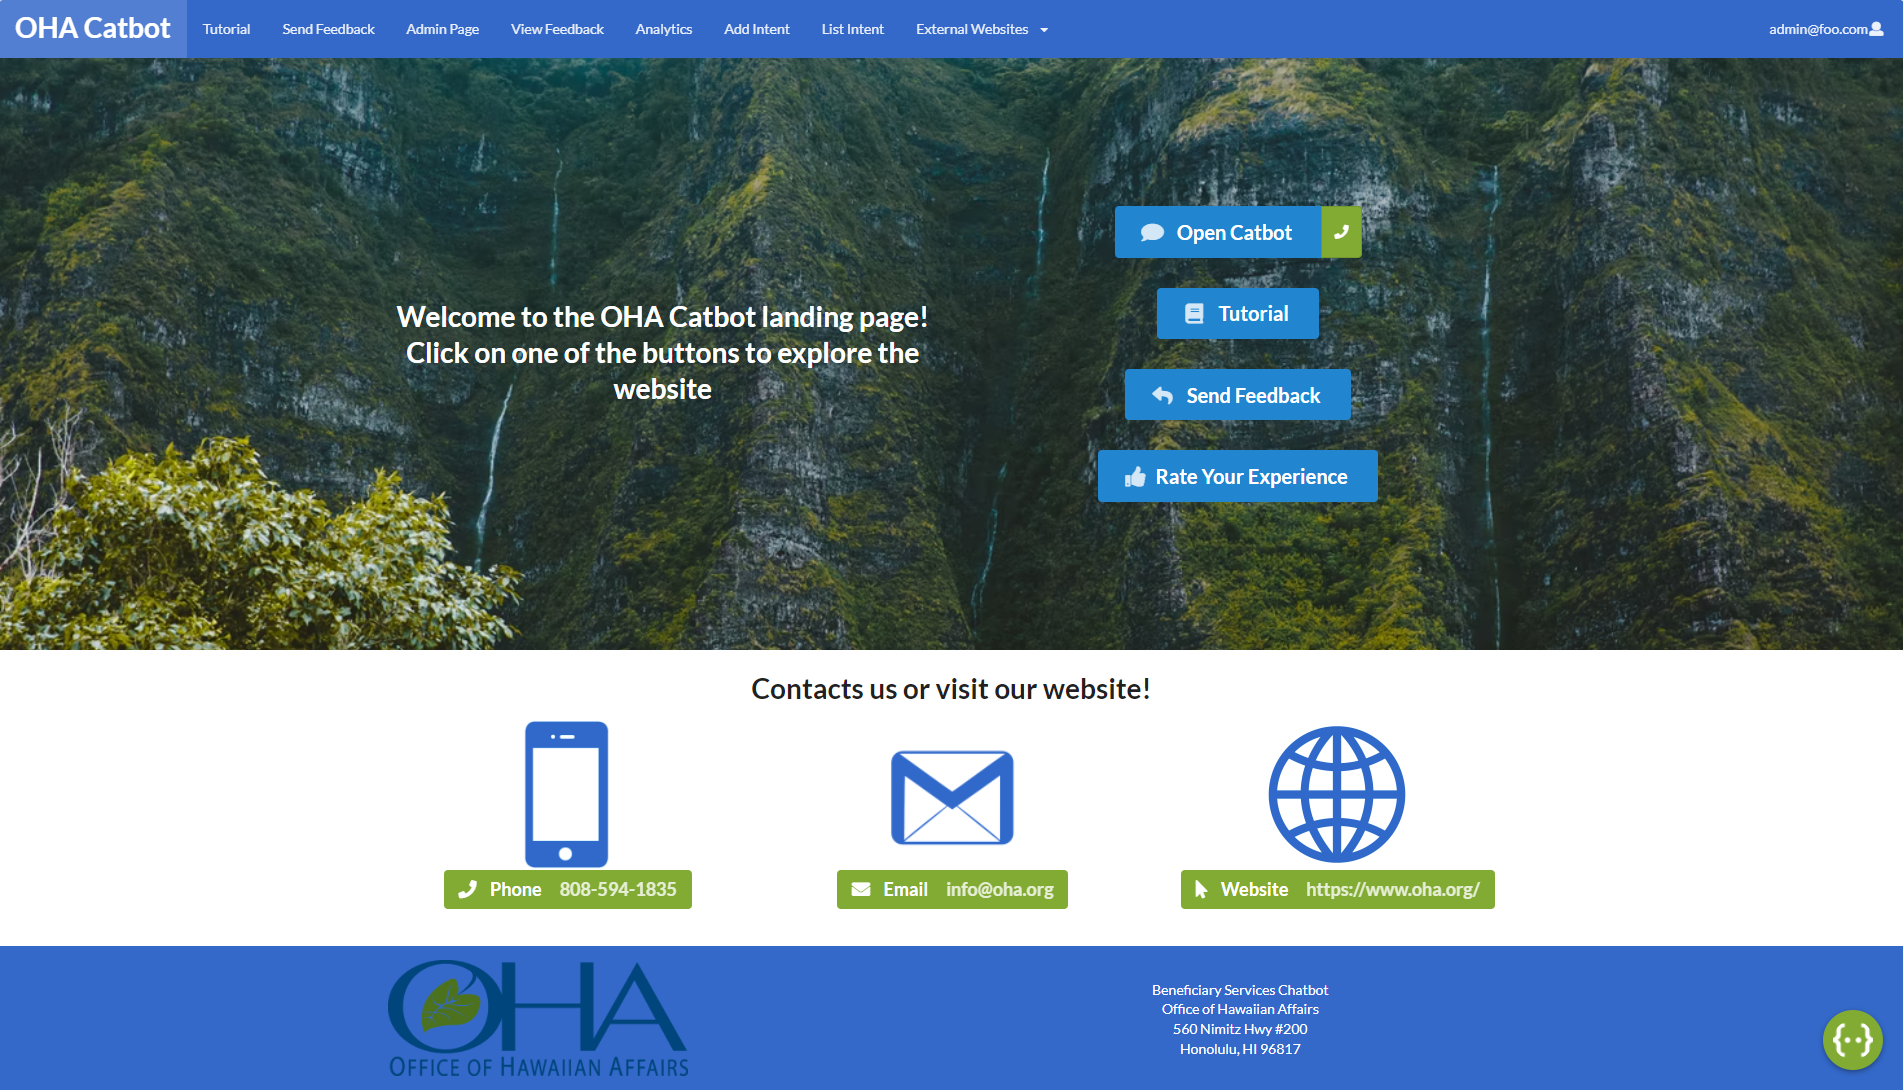 OHA Catbot
Tutorial
Send Feedback
Admin Page
View Feedback
Analytics
Add Intent
List Intent
External Websites
admin@foo.com
Welcome to the OHA Catbot landing page!
Click on one of the buttons to explore the
website
Open Catbot
Tutorial
Send Feedback
Rate Your Experience
Contacts us or visit our website!
Phone 808-594-1835
Email info@oha.org
Website https://www.oha.org/
OHA
OFFICE OF HAWAIIAN AFFAIRS
Beneficiary Services Chatbot
Office of Hawaiian Affairs
560 Nimitz Hwy #200
Honolulu, HI 96817